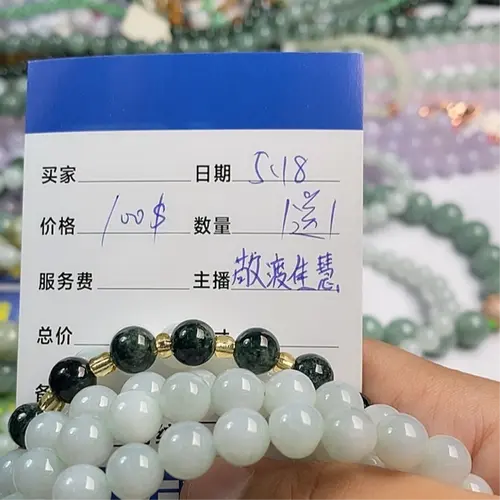 买家 日期 5.18
价格 100$ 数量 1送1
服务费 主播
总价